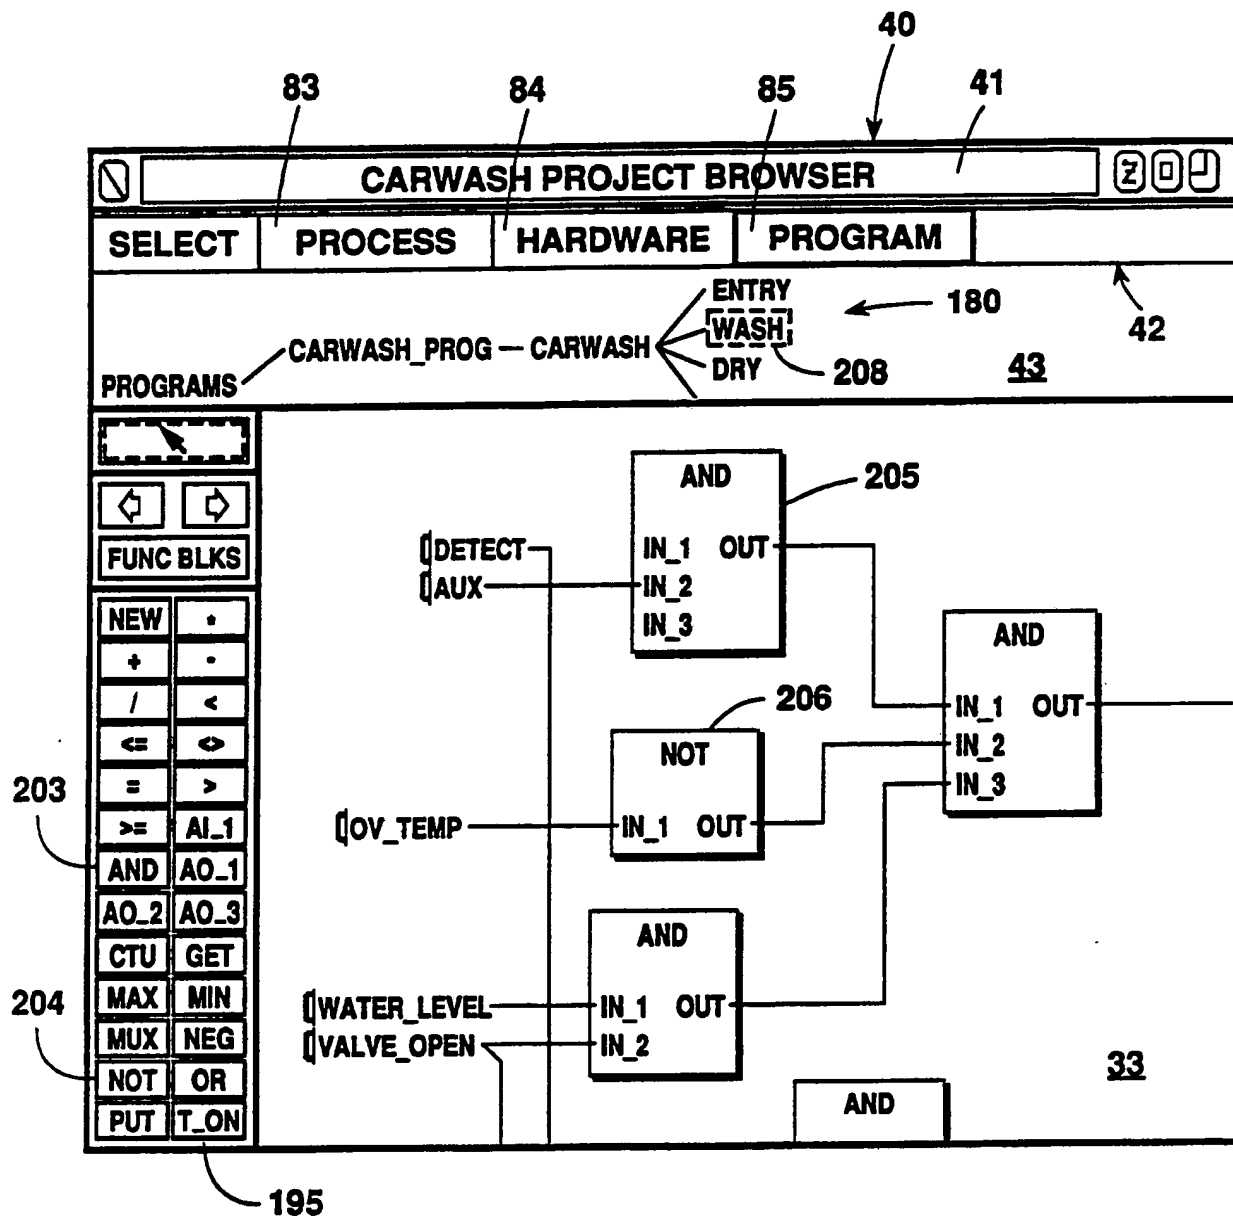 40
83 84 85 41
CARWASH PROJECT BROWSER
SELECT PROCESS HARDWARE PROGRAM
ENTRY
180
WASH
42
CARWASH_PROG CARWASH
DRY
208
43
PROGRAMS
AND
205
FUNC BLKS
DETECT
IN_1 OUT
AUX
IN_2
IN_3
NEW *
+ -
/ <
<= <>
= >
>= AI_1
AND AO_1
AO_2 AO_3
CTU GET
MAX MIN
MUX NEG
NOT OR
PUT T_ON
203
204
195
206
NOT
OV_TEMP
IN_1 OUT
AND
IN_1 OUT
IN_2
IN_3
AND
WATER_LEVEL
IN_1 OUT
VALVE_OPEN
IN_2
33
AND